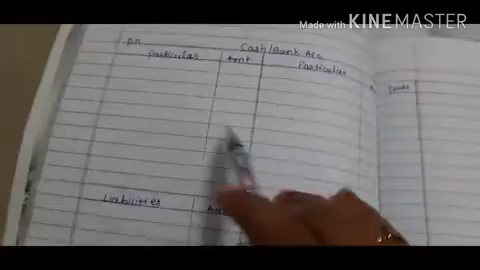 Made with KINEMASTER
Dr. Cash/Bank A/c
Particulars Amt Particulars
Liabilities